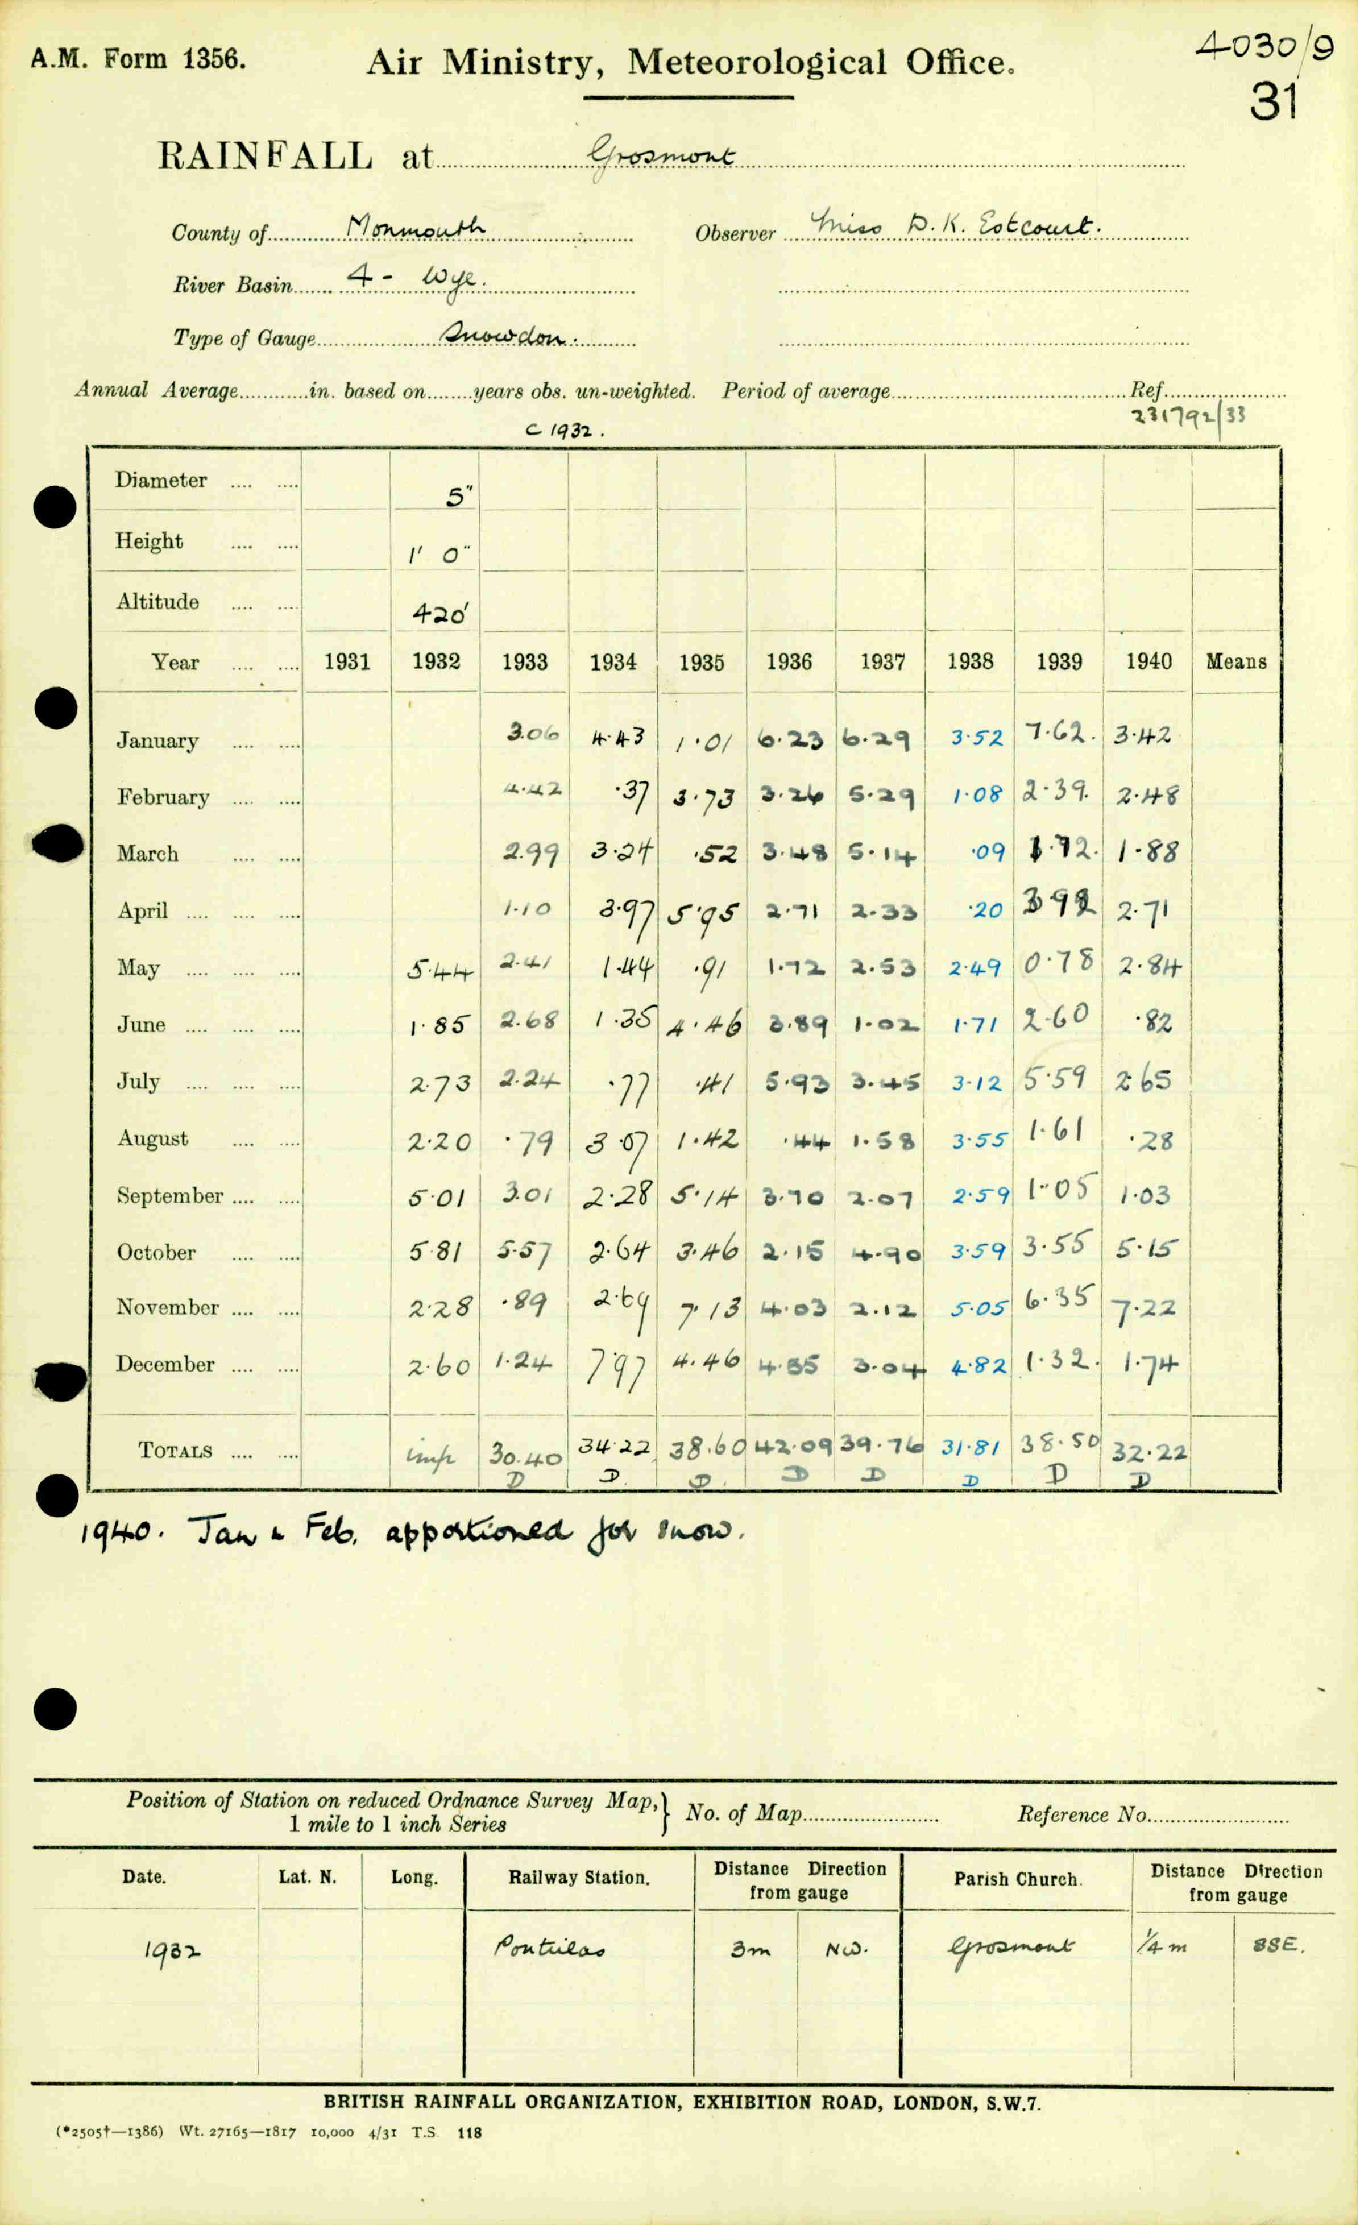 A.M. Form 1356.
Air Ministry, Meteorological Office.
4030/9
31
RAINFALL at Grosmont
County of Monmouth Observer Miss D.K. Estcourt.
River Basin 4 - Wye.
Type of Gauge Snowdon.
Annual Average in. based on years obs. un-weighted. Period of average Ref.
c 1932. 231792/33
Diameter 5"
Height 1' 0"
Altitude 420'
Year 1931 1932 1933 1934 1935 1936 1937 1938 1939 1940 Means
January 3.06 4.43 1.01 6.23 6.29 3.52 7.62. 3.42
February 4.42 .37 3.73 3.26 5.29 1.08 2.39. 2.48
March 2.99 3.24 .52 3.48 5.14 .09 1.72. 1.88
April 1.10 3.97 5.95 2.71 2.33 .20 3.92 2.71
May 5.44 2.41 1.44 .91 1.72 2.53 2.49 0.78 2.84
June 1.85 2.68 1.35 4.46 3.89 1.02 1.71 2.60 .82
July 2.73 2.24 .77 .41 5.93 3.45 3.12 5.59 2.65
August 2.20 .79 3.07 1.42 .44 1.58 3.55 1.61 .28
September 5.01 3.01 2.28 5.14 3.70 2.07 2.59 1.05 1.03
October 5.81 5.57 2.64 3.46 2.15 4.90 3.59 3.55 5.15
November 2.28 .89 2.69 7.13 4.03 2.12 5.05 6.35 7.22
December 2.60 1.24 7.97 4.46 4.55 3.04 4.82 1.32. 1.74
TOTALS imp 30.40 34.22 38.60 42.09 39.76 31.81 38.50 32.22
D D. D. D D D D D
1940. Jan & Feb. apportioned for snow.
Position of Station on reduced Ordnance Survey Map,} No. of Map Reference No.
1 mile to 1 inch Series
Date. Lat. N. Long. Railway Station. Distance Direction from gauge Parish Church. Distance Direction from gauge
1932 Pontrilas 3m NW. Grosmont 1/4 m SSE.
BRITISH RAINFALL ORGANIZATION, EXHIBITION ROAD, LONDON, S.W.7.
(*2505†—1386) Wt. 27165—1817 10,000 4/31 T.S. 118